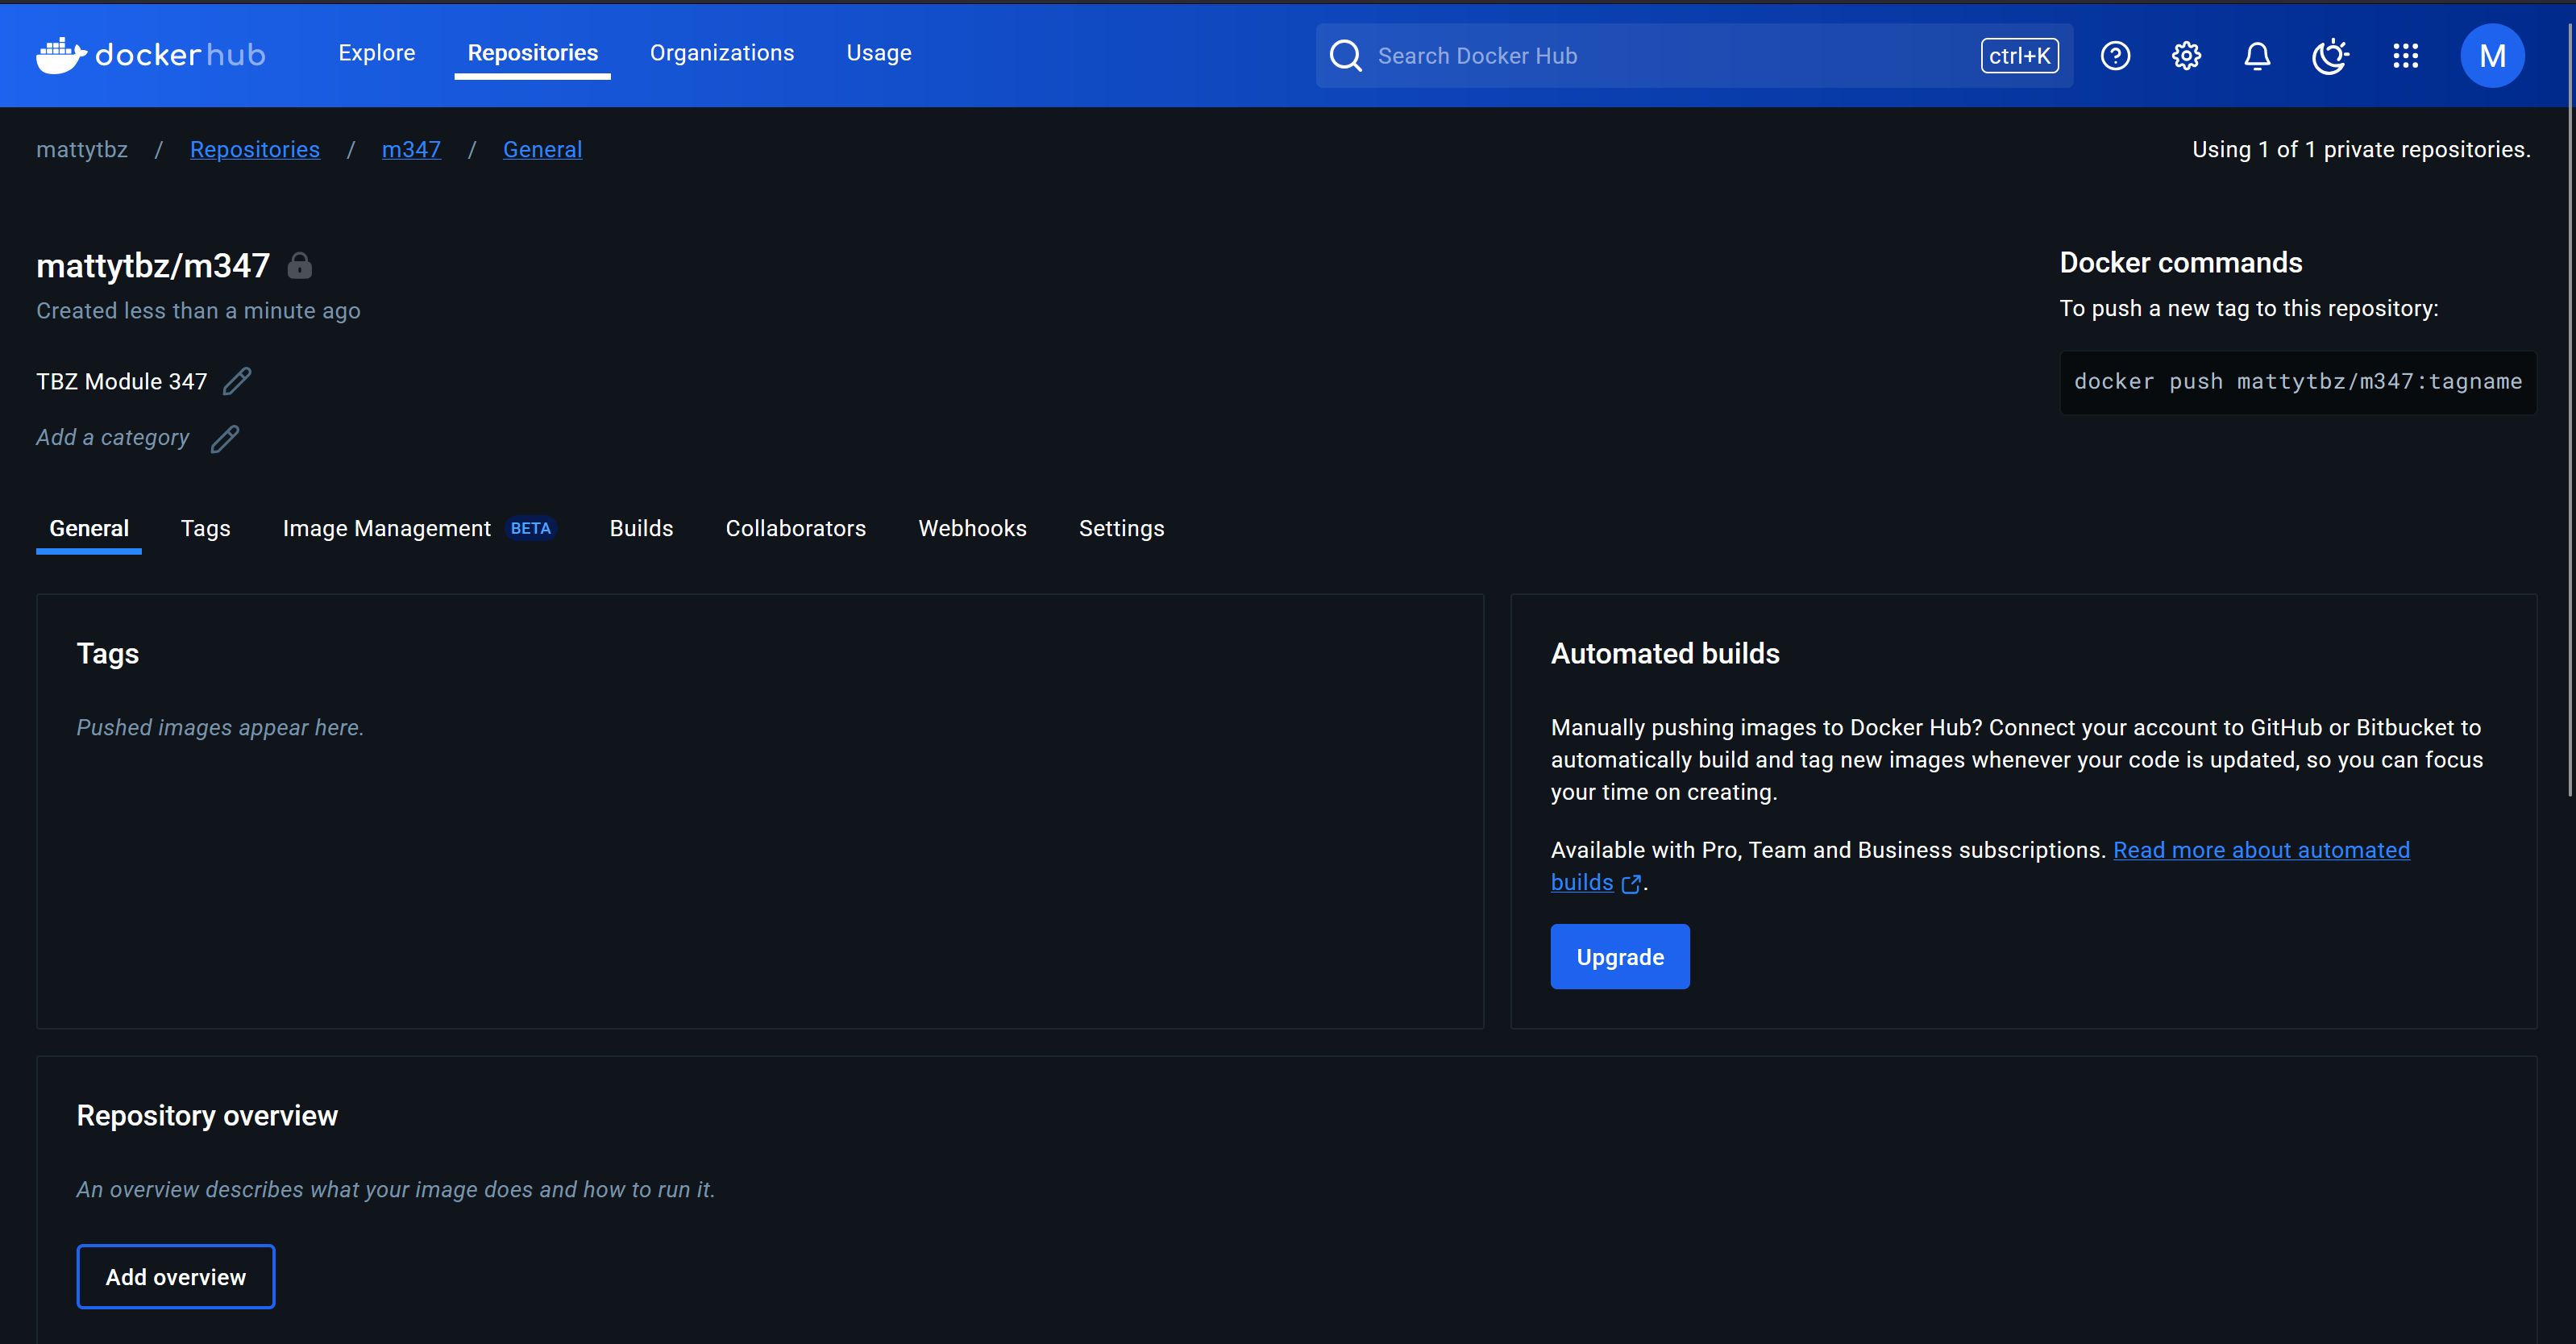 dockerhub
Explore Repositories Organizations Usage
Search Docker Hub ctrl+K
M
mattytbz / Repositories / m347 / General
Using 1 of 1 private repositories.
mattytbz/m347
Created less than a minute ago
TBZ Module 347
Add a category
Docker commands
To push a new tag to this repository:
docker push mattytbz/m347:tagname
General Tags Image Management BETA Builds Collaborators Webhooks Settings
Tags
Pushed images appear here.
Automated builds
Manually pushing images to Docker Hub? Connect your account to GitHub or Bitbucket to
automatically build and tag new images whenever your code is updated, so you can focus
your time on creating.
Available with Pro, Team and Business subscriptions. Read more about automated
builds .
Upgrade
Repository overview
An overview describes what your image does and how to run it.
Add overview